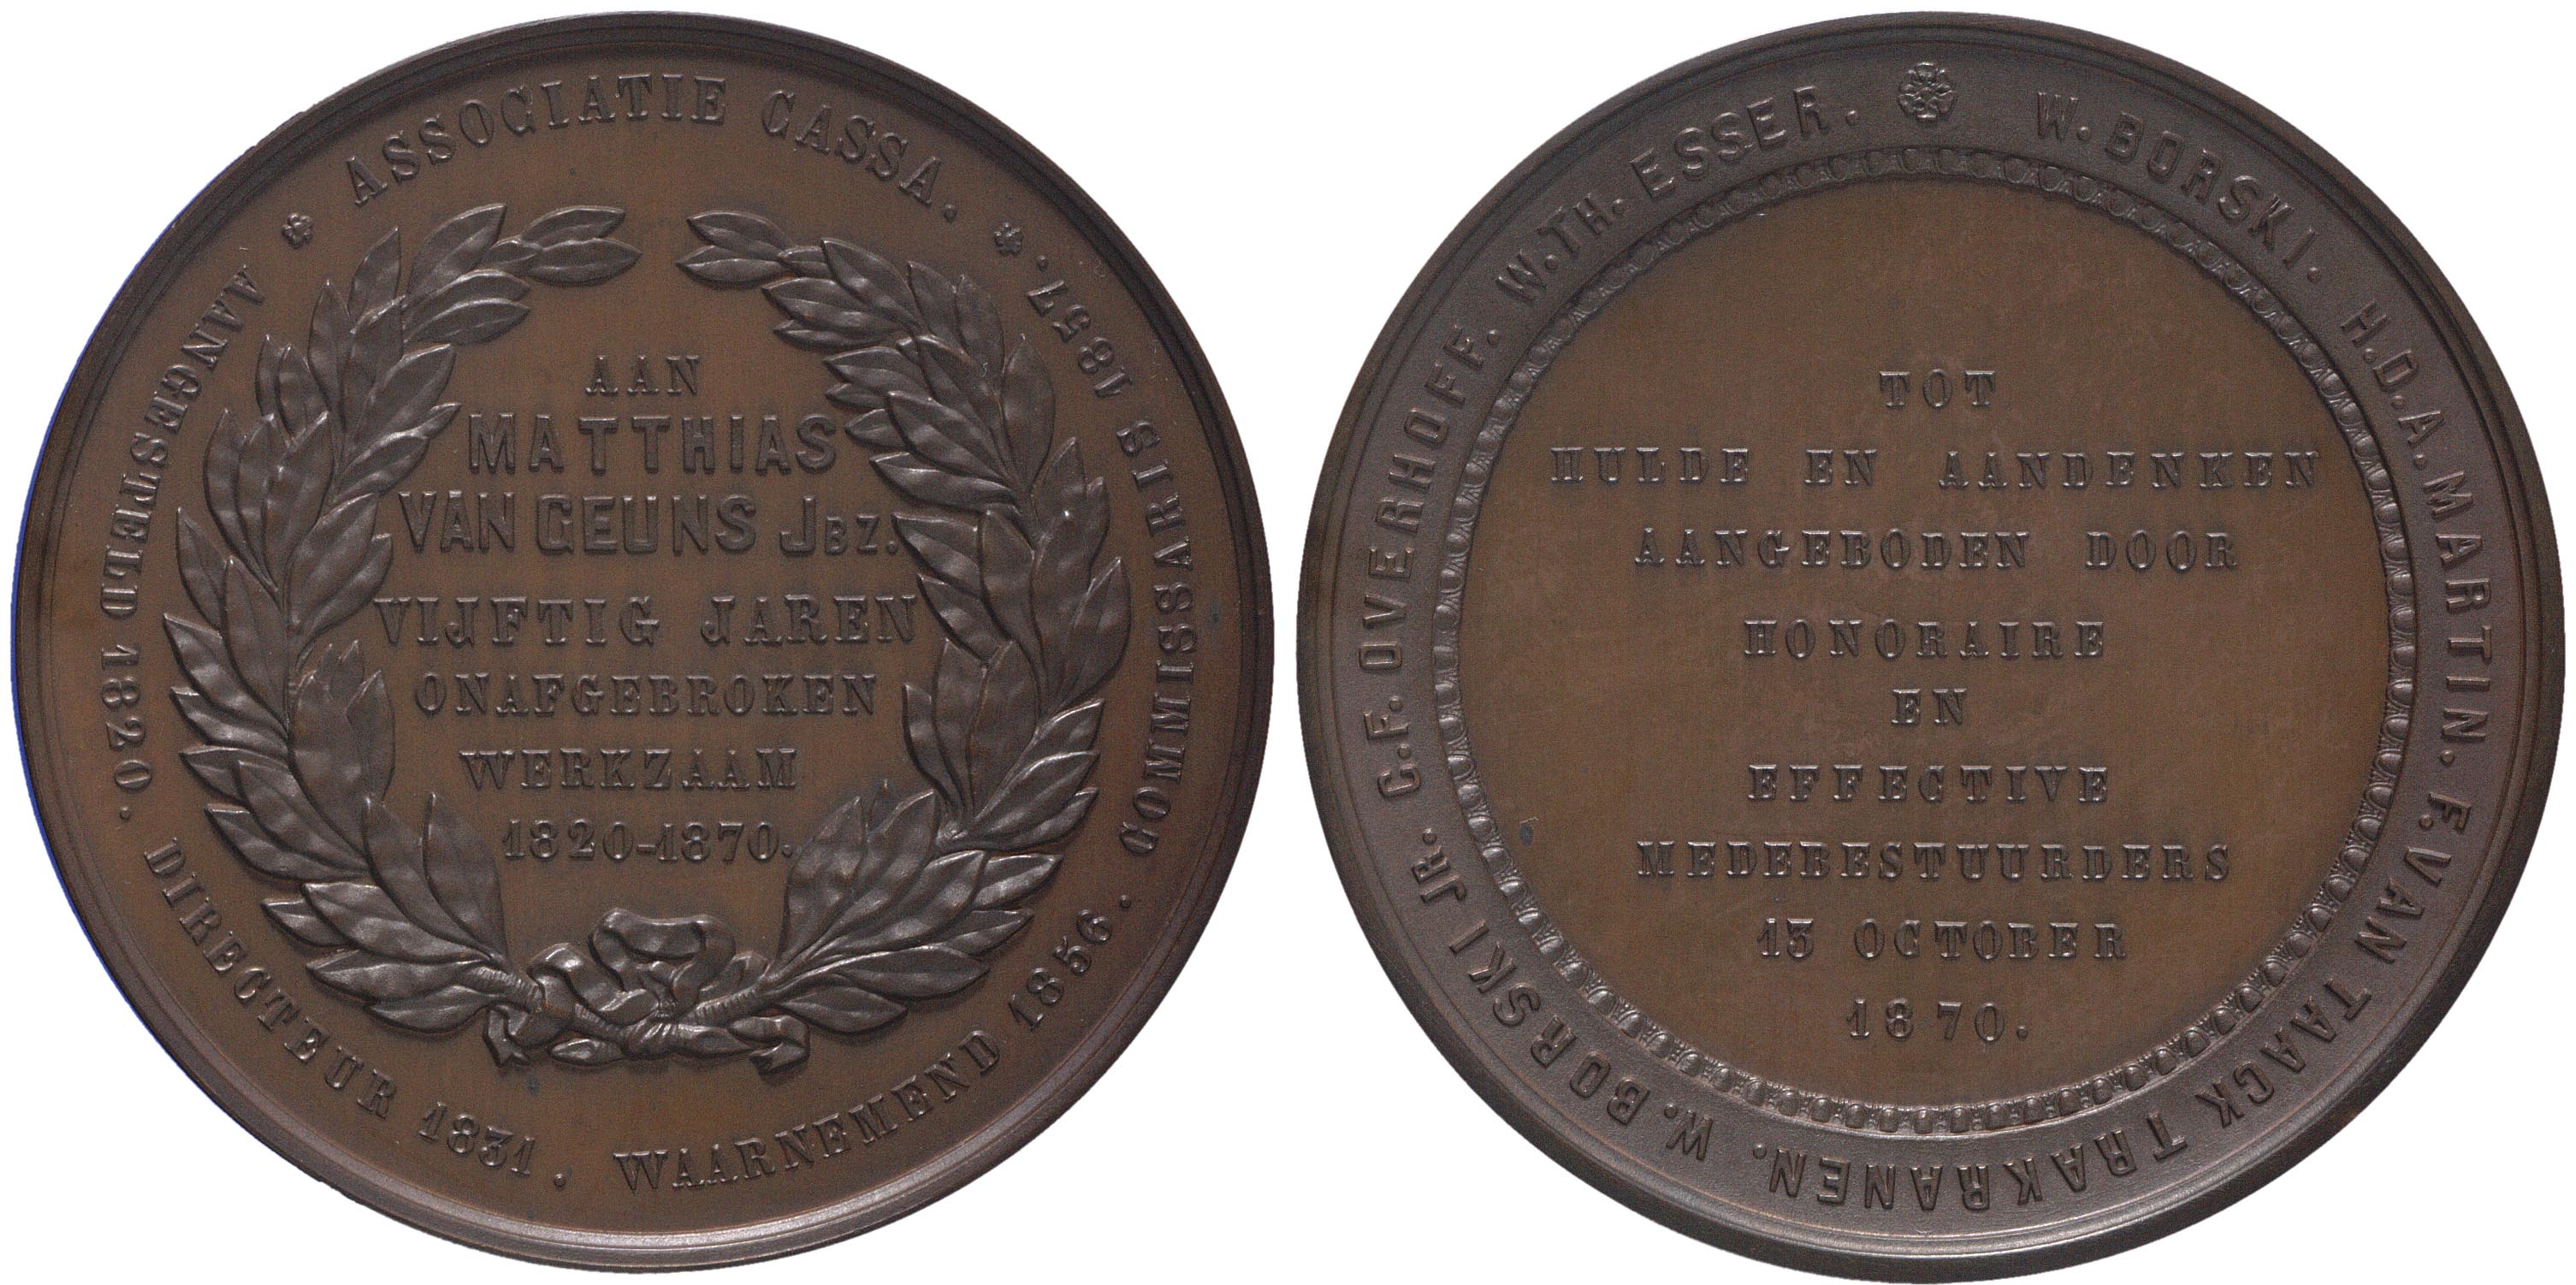 ASSOCIATIE CASSA.
AANGESTELD 1820. DIRECTEUR 1831. WAARNEMEND 1856. COMMISSARIS 1857.
AAN
MATTHIAS
VAN GEUNS JBZ.
VIJFTIG JAREN
ONAFGEBROKEN
WERKZAAM
1820-1870.
W. BORSKI. H.D.A. MARTIN. F. VAN TAACK TRAKRANEN. W. BORSKI JR. C.F. OVERHOFF. W.TH. ESSER.
TOT
HULDE EN AANDENKEN
AANGEBODEN DOOR
HONORAIRE
EN
EFFECTIVE
MEDEBESTUURDERS
13 OCTOBER
1870.